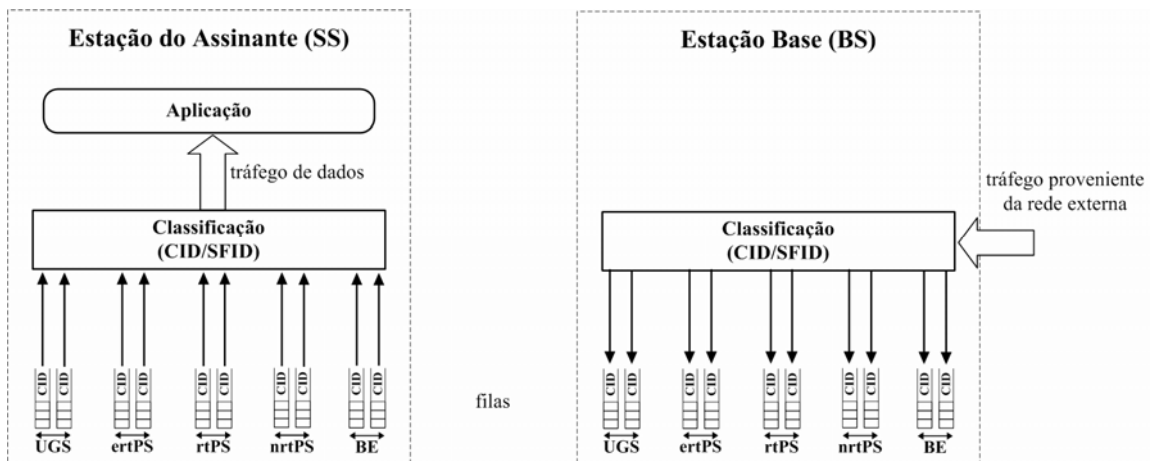 Estação do Assinante (SS)
Aplicação
tráfego de dados
Classificação
(CID/SFID)
CID CID CID CID CID CID CID CID CID CID
UGS ertPS rtPS nrtPS BE
filas
Estação Base (BS)
tráfego proveniente
da rede externa
Classificação
(CID/SFID)
CID CID CID CID CID CID CID CID CID CID
UGS ertPS rtPS nrtPS BE